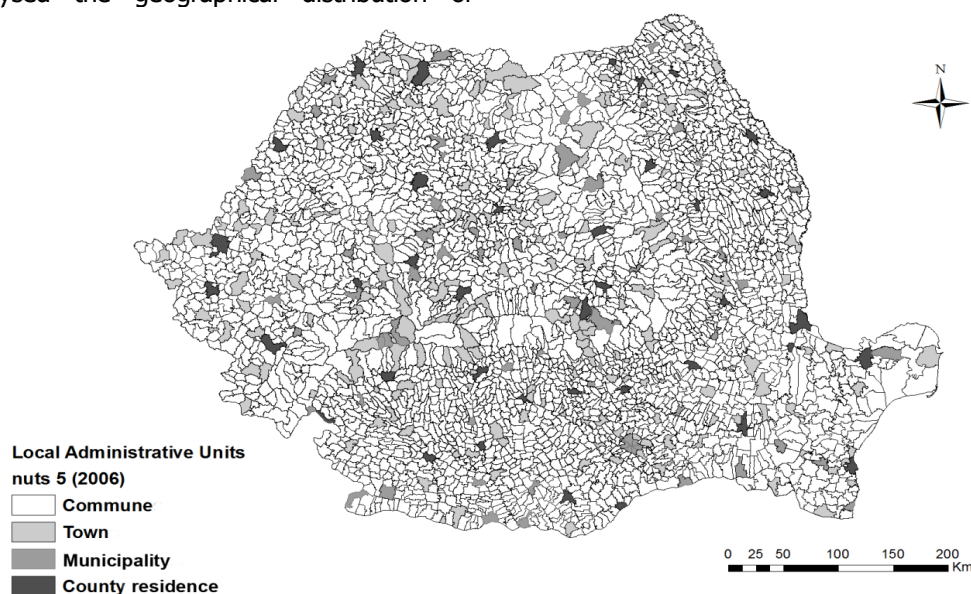 the geographical distribution of
N
Local Administrative Units
nuts 5 (2006)
Commune
Town
Municipality
County residence
0 25 50 100 150 200
Km